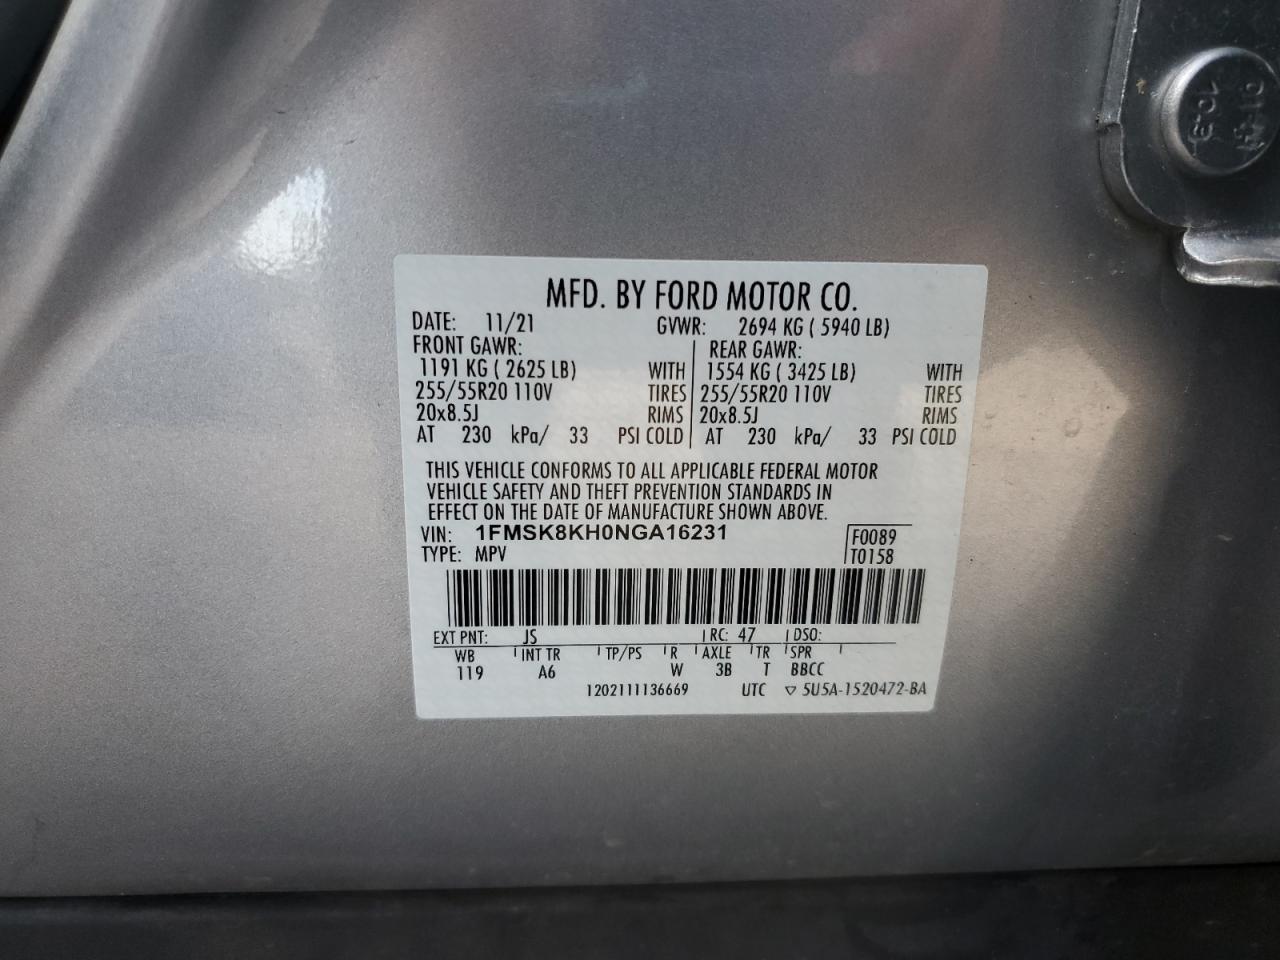 MFD. BY FORD MOTOR CO.
DATE: 11/21 GVWR: 2694 KG ( 5940 LB)
FRONT GAWR: REAR GAWR:
1191 KG ( 2625 LB) WITH 1554 KG ( 3425 LB) WITH
255/55R20 110V TIRES 255/55R20 110V TIRES
20x8.5J RIMS 20x8.5J RIMS
AT 230 kPa/ 33 PSI COLD AT 230 kPa/ 33 PSI COLD
THIS VEHICLE CONFORMS TO ALL APPLICABLE FEDERAL MOTOR
VEHICLE SAFETY AND THEFT PREVENTION STANDARDS IN
EFFECT ON THE DATE OF MANUFACTURE SHOWN ABOVE.
VIN: 1FMSK8KH0NGA16231 F0089
TYPE: MPV T0158
EXT PNT: JS RC: 47 DSO:
WB INT TR TP/PS R AXLE TR SPR
119 A6 W 3B T BBCC
1202111136669 UTC ▽ 5U5A-1520472-BA
10.9